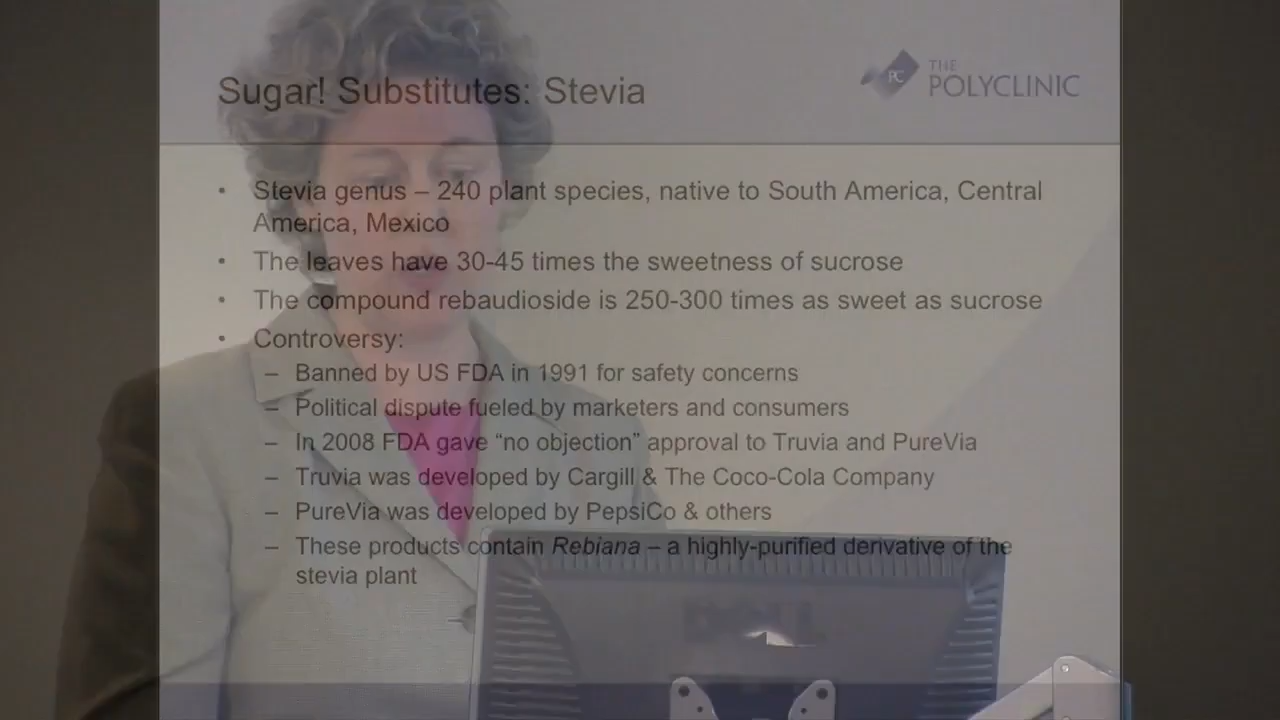 Sugar! Substitutes: Stevia
PC
THE
POLYCLINIC
• Stevia genus – 240 plant species, native to South America, Central
America, Mexico
• The leaves have 30-45 times the sweetness of sucrose
• The compound rebaudioside is 250-300 times as sweet as sucrose
• Controversy:
– Banned by US FDA in 1991 for safety concerns
– Political dispute fueled by marketers and consumers
– In 2008 FDA gave “no objection” approval to Truvia and PureVia
– Truvia was developed by Cargill & The Coco-Cola Company
– PureVia was developed by PepsiCo & others
– These products contain Rebiana – a highly-purified derivative of the
stevia plant
DELL